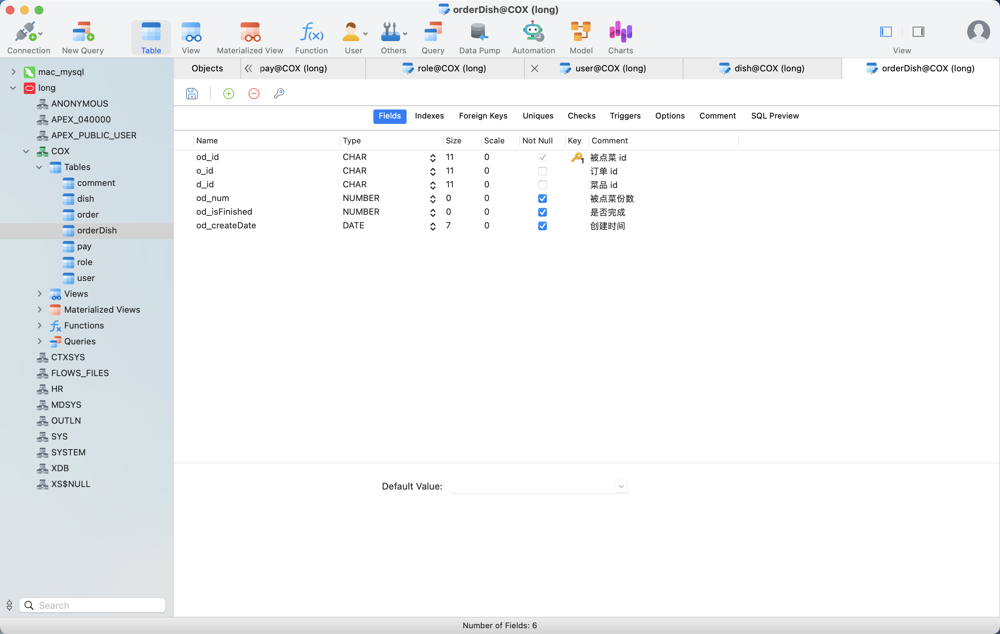 orderDish@COX (long)
Connection
New Query
Table
View
Materialized View
Function
User
Others
Query
Data Pump
Automation
Model
Charts
View
mac_mysql
long
ANONYMOUS
APEX_040000
APEX_PUBLIC_USER
COX
Tables
comment
dish
order
orderDish
pay
role
user
Views
Materialized Views
Functions
Queries
CTXSYS
FLOWS_FILES
HR
MDSYS
OUTLN
SYS
SYSTEM
XDB
XS$NULL
Search
Objects
pay@COX (long)
role@COX (long)
user@COX (long)
dish@COX (long)
orderDish@COX (long)
Fields Indexes Foreign Keys Uniques Checks Triggers Options Comment SQL Preview
Name Type Size Scale Not Null Key Comment
od_id CHAR 11 0 1 被点菜 id
o_id CHAR 11 0 订单 id
d_id CHAR 11 0 菜品 id
od_num NUMBER 0 0 被点菜份数
od_isFinished NUMBER 0 0 是否完成
od_createDate DATE 7 0 创建时间
Default Value:
Number of Fields: 6